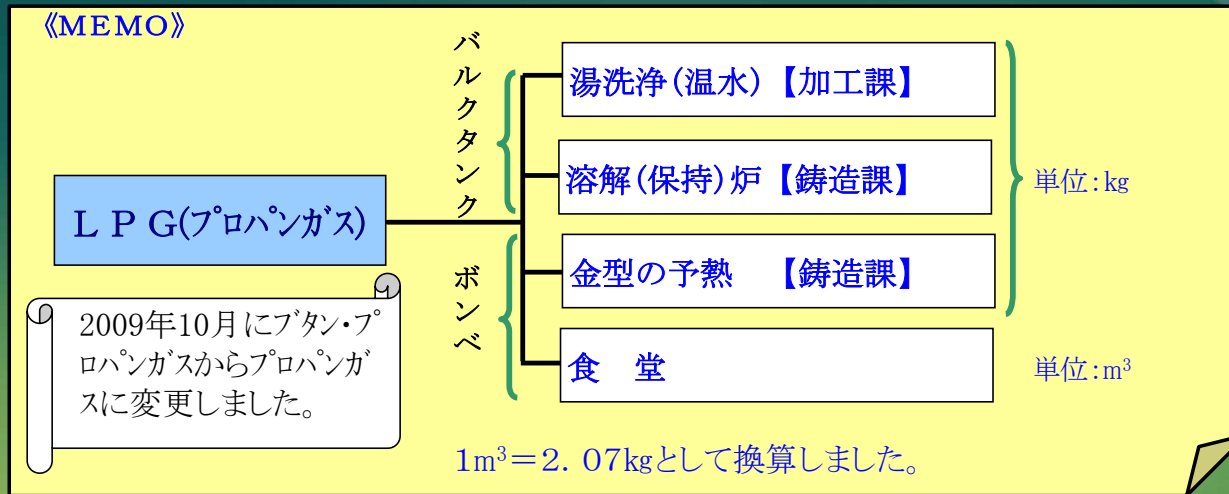 《MEMO》
バルクタンク
湯洗浄(温水)【加工課】
溶解(保持)炉【鋳造課】
単位:kg
LPG(ﾌﾟﾛﾊﾟﾝｶﾞｽ)
ボンベ
金型の予熱 【鋳造課】
食 堂
単位:m³
2009年10月にﾌﾞﾀﾝ・ﾌﾟ
ﾛﾊﾟﾝｶﾞｽからﾌﾟﾛﾊﾟﾝｶﾞ
ｽに変更しました。
1m³=2.07kgとして換算しました。